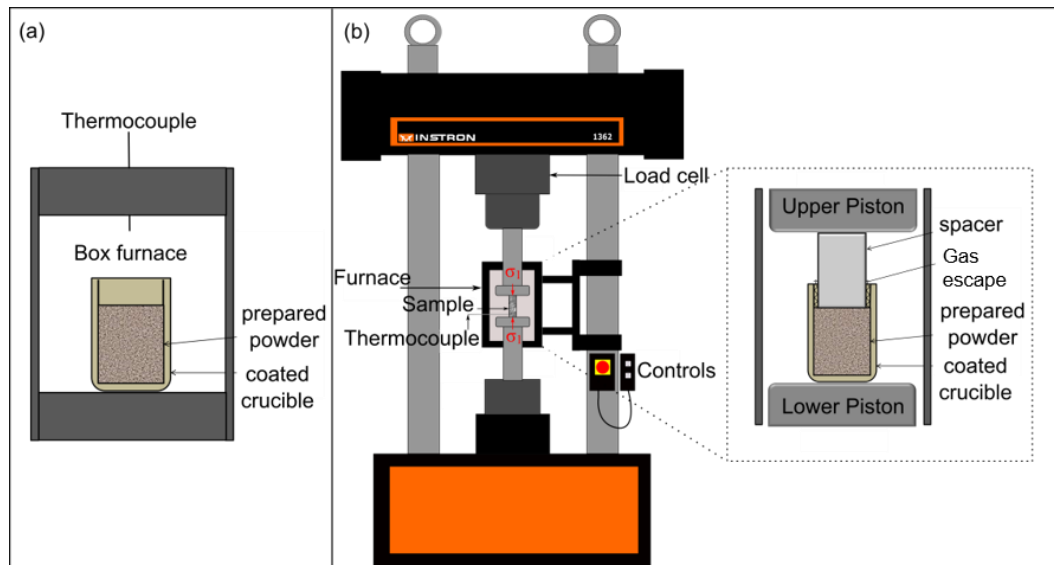 (a)
Thermocouple
Box furnace
prepared
powder
coated
crucible
(b)
INSTRON
1362
Load cell
Furnace
σ1
Sample
Thermocouple
σ1
Controls
Upper Piston
spacer
Gas
escape
prepared
powder
coated
crucible
Lower Piston